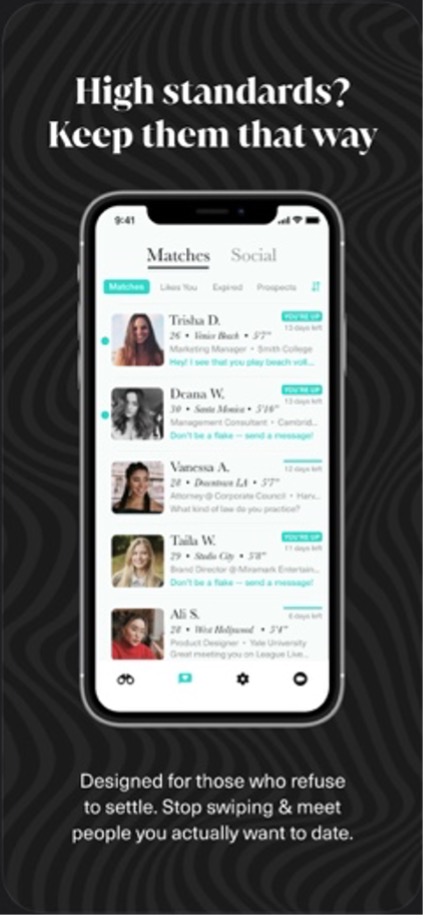 High standards?
Keep them that way
9:41
Matches Social
Matches Likes You Expired Prospects
Trisha D. YOU'RE UP
26 • Venice Beach • 5'7" 13 days left
Marketing Manager • Smith College
Hey! I see that you play beach voll...
Deana W. YOU'RE UP
30 • Santa Monica • 5'10" 13 days left
Management Consultant • Cambrid...
Don't be a flake — send a message!
Vanessa A.
28 • Downtown LA • 5'7" 12 days left
Attorney @ Corporate Council • Harv...
What kind of law do you practice?
Taila W. YOU'RE UP
29 • Studio City • 5'8" 11 days left
Brand Director @ Miramark Entertain...
Don't be a flake — send a message!
Ali S.
28 • West Hollywood • 5'4" 6 days left
Product Designer • Yale University
Great meeting you on League Live...
Designed for those who refuse
to settle. Stop swiping & meet
people you actually want to date.